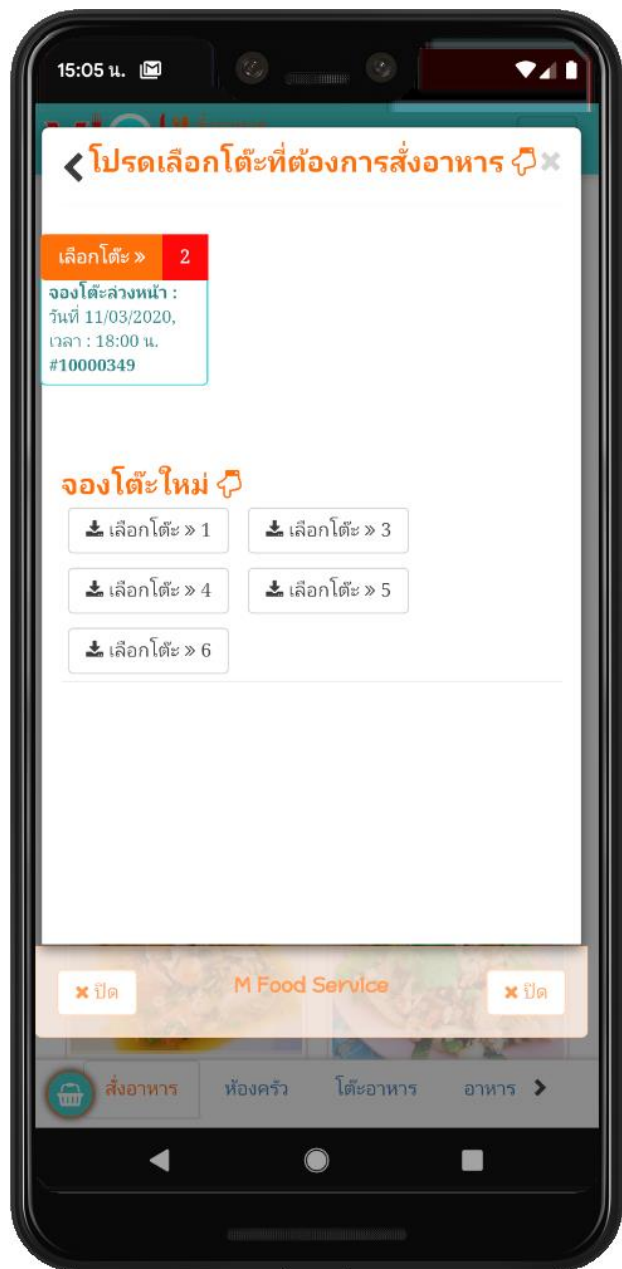 15:05 น.
โปรดเลือกโต๊ะที่ต้องการสั่งอาหาร
เลือกโต๊ะ » 2
จองโต๊ะล่วงหน้า :
วันที่ 11/03/2020,
เวลา : 18:00 น.
#10000349
จองโต๊ะใหม่
เลือกโต๊ะ » 1 เลือกโต๊ะ » 3
เลือกโต๊ะ » 4 เลือกโต๊ะ » 5
เลือกโต๊ะ » 6
ปิด M Food Service ปิด
สั่งอาหาร ห้องครัว โต๊ะอาหาร อาหาร